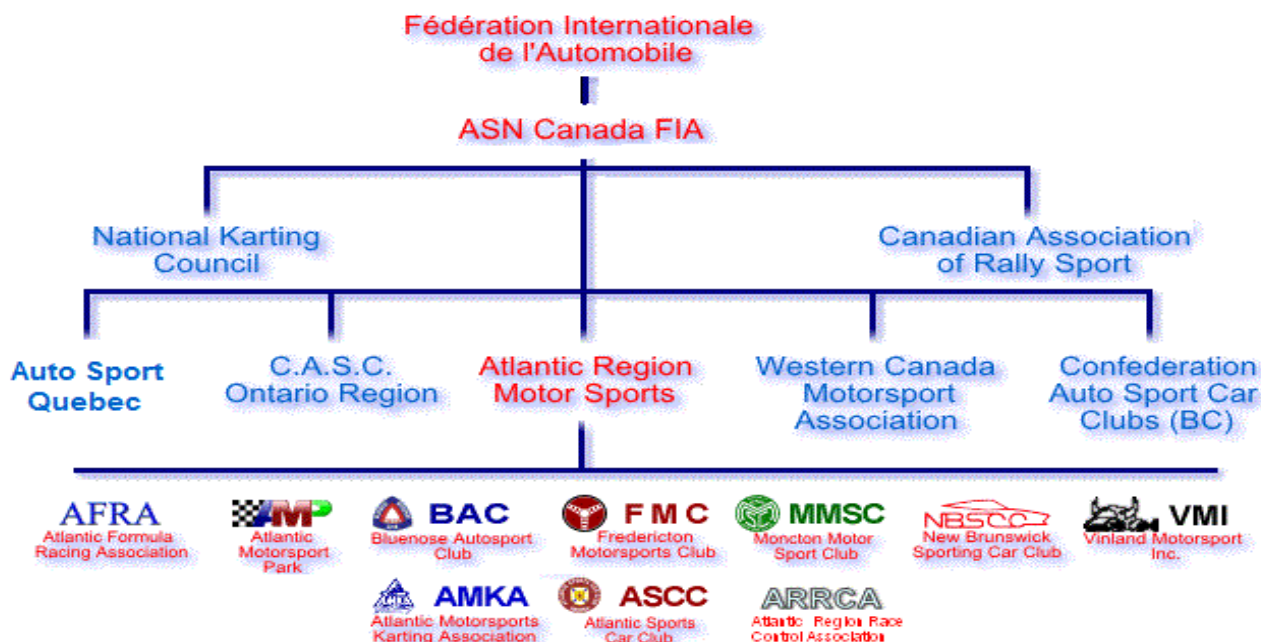 Fédération Internationale
de l'Automobile
ASN Canada FIA
National Karting
Council
Canadian Association
of Rally Sport
Auto Sport
Quebec
C.A.S.C.
Ontario Region
Atlantic Region
Motor Sports
Western Canada
Motorsport
Association
Confederation
Auto Sport Car
Clubs (BC)
AFRA
Atlantic Formula
Racing Association
AMP
Atlantic
Motorsport
Park
BAC
Bluenose Autosport
Club
FMC
Fredericton
Motorsports Club
MMSC
Moncton Motor
Sport Club
NBSCC
New Brunswick
Sporting Car Club
VMI
Vinland Motorsport
Inc.
AMKA
AMKA
Atlantic Motorsports
Karting Association
ASCC
Atlantic Sports
Car Club
ARRCA
Atlantic Region Race
Control Association